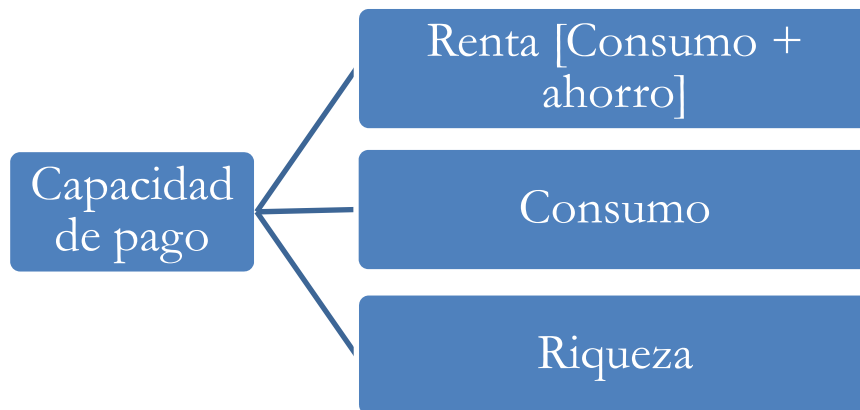 Capacidad
de pago
Renta [Consumo +
ahorro]
Consumo
Riqueza